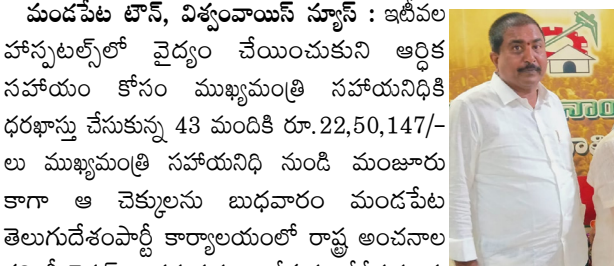 మండపేట టౌన్, విశ్వంవాయిస్ న్యూస్ : ఇటీవల
హాస్పటల్స్‌లో వైద్యం చేయించుకుని ఆర్ధిక
సహాయం కోసం ముఖ్యమంత్రి సహాయనిధికి
ధరఖాస్తు చేసుకున్న 43 మందికి రూ.22,50,147/-
లు ముఖ్యమంత్రి సహాయనిధి నుండి మంజూరు
కాగా ఆ చెక్కులను బుధవారం మండపేట
తెలుగుదేశంపార్టీ కార్యాలయంలో రాష్ట్ర అంచనాల